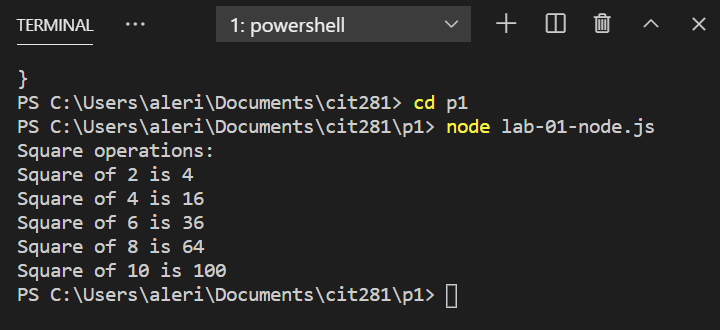 TERMINAL ··· 1: powershell
}
PS C:\Users\aleri\Documents\cit281> cd p1
PS C:\Users\aleri\Documents\cit281\p1> node lab-01-node.js
Square operations:
Square of 2 is 4
Square of 4 is 16
Square of 6 is 36
Square of 8 is 64
Square of 10 is 100
PS C:\Users\aleri\Documents\cit281\p1>